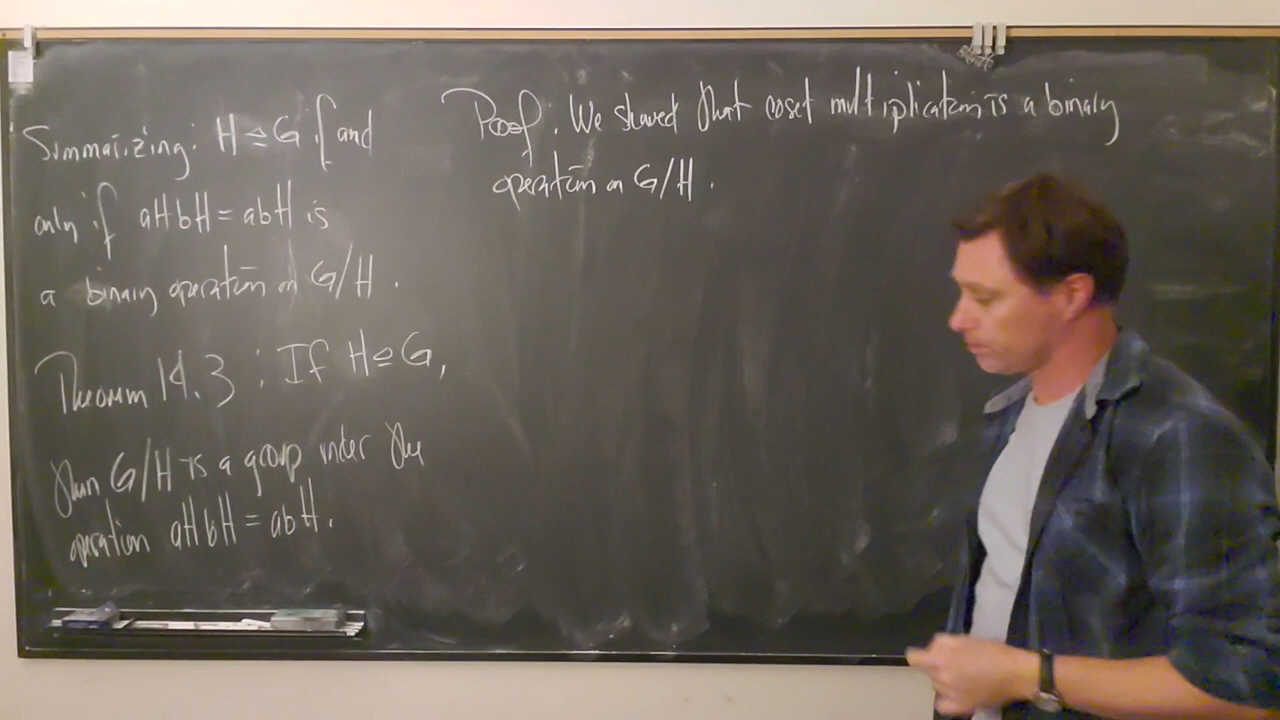 Summarizing: H ⊴ G if and
only if aHbH = abH is
a binary operation on G/H.
Theorem 14.3: If H ⊴ G,
then G/H is a group under the
operation aHbH = abH.
Proof: We showed that coset multiplication is a binary
operation on G/H.